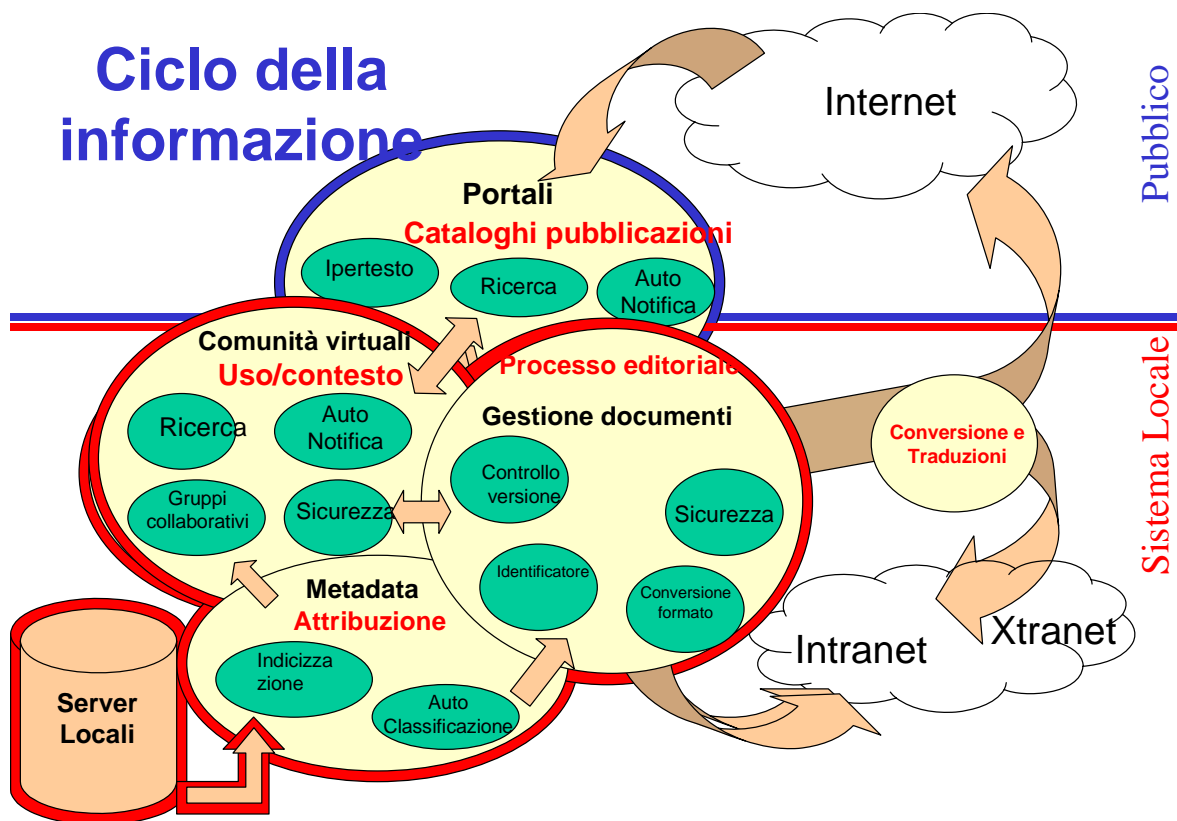 Ciclo della
informazione
Internet
Pubblico
Portali
Cataloghi pubblicazioni
Ipertesto
Ricerca
Auto
Notifica
Comunità virtuali
Uso/contesto
Ricerca
Auto
Notifica
Gruppi
collaborativi
Sicurezza
Processo editoriale
Gestione documenti
Controllo
versione
Sicurezza
Identificatore
Conversione
formato
Conversione e
Traduzioni
Sistema Locale
Metadata
Attribuzione
Indicizza
zione
Auto
Classificazione
Server
Locali
Intranet
Xtranet